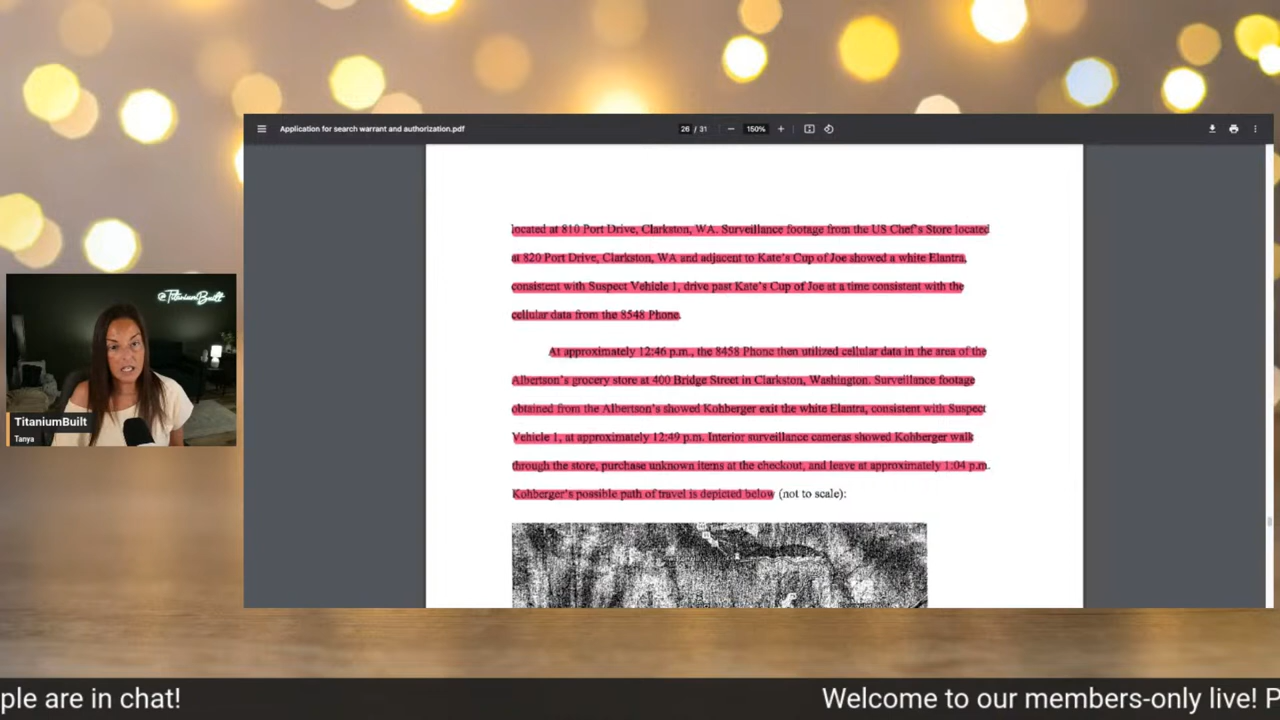 Application for search warrant and authorization.pdf
26 / 31
150%
located at 810 Port Drive, Clarkston, WA. Surveillance footage from the US Chef's Store located
at 820 Port Drive, Clarkston, WA and adjacent to Kate's Cup of Joe showed a white Elantra,
consistent with Suspect Vehicle 1, drive past Kate's Cup of Joe at a time consistent with the
cellular data from the 8548 Phone.
At approximately 12:46 p.m., the 8458 Phone then utilized cellular data in the area of the
Albertson's grocery store at 400 Bridge Street in Clarkston, Washington. Surveillance footage
obtained from the Albertson's showed Kohberger exit the white Elantra, consistent with Suspect
Vehicle 1, at approximately 12:49 p.m. Interior surveillance cameras showed Kohberger walk
through the store, purchase unknown items at the checkout, and leave at approximately 1:04 p.m.
Kohberger's possible path of travel is depicted below (not to scale):
@TitaniumBuilt
TitaniumBuilt
Tanya
ple are in chat!
Welcome to our members-only live! P